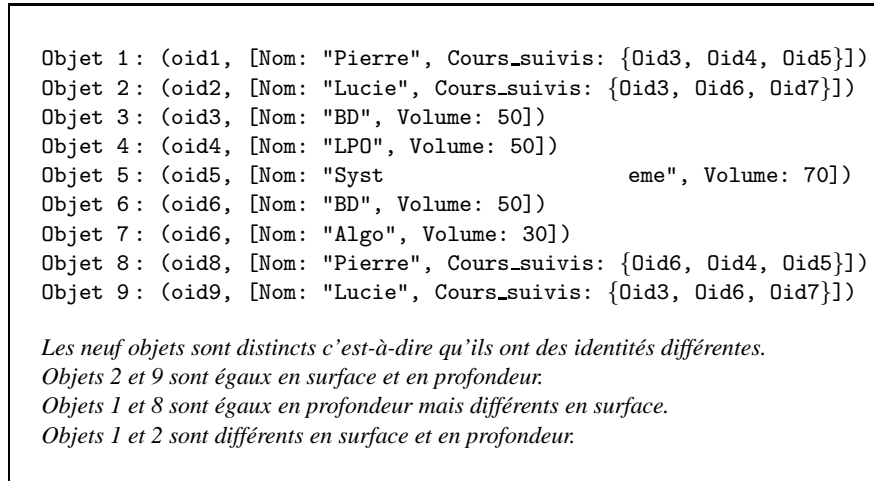 Objet 1 : (oid1, [Nom: "Pierre", Cours_suivis: {Oid3, Oid4, Oid5}])
Objet 2 : (oid2, [Nom: "Lucie", Cours_suivis: {Oid3, Oid6, Oid7}])
Objet 3 : (oid3, [Nom: "BD", Volume: 50])
Objet 4 : (oid4, [Nom: "LPO", Volume: 50])
Objet 5 : (oid5, [Nom: "Syst eme", Volume: 70])
Objet 6 : (oid6, [Nom: "BD", Volume: 50])
Objet 7 : (oid6, [Nom: "Algo", Volume: 30])
Objet 8 : (oid8, [Nom: "Pierre", Cours_suivis: {Oid6, Oid4, Oid5}])
Objet 9 : (oid9, [Nom: "Lucie", Cours_suivis: {Oid3, Oid6, Oid7}])
Les neuf objets sont distincts c'est-à-dire qu'ils ont des identités différentes.
Objets 2 et 9 sont égaux en surface et en profondeur.
Objets 1 et 8 sont égaux en profondeur mais différents en surface.
Objets 1 et 2 sont différents en surface et en profondeur.